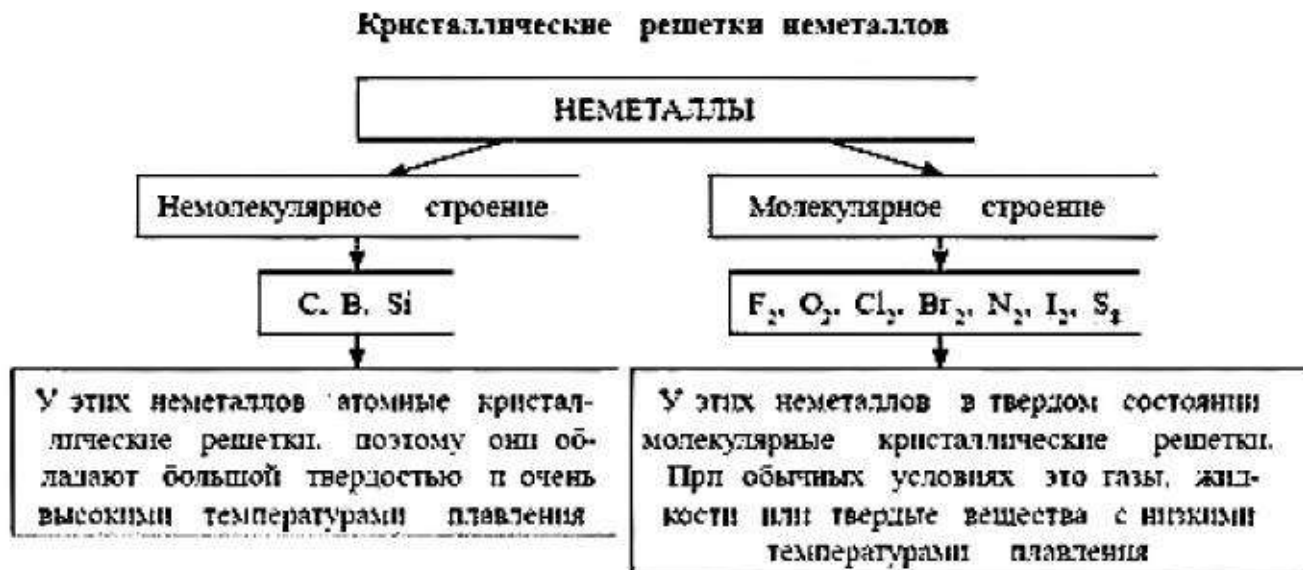 Кристаллические решетки неметаллов
НЕМЕТАЛЛЫ
Немолекулярное строение
Молекулярное строение
C, B, Si
F₂, O₂, Cl₂, Br₂, N₂, I₂, S₈
У этих неметаллов атомные кристал-
лические решетки, поэтому они об-
ладают большой твердостью и очень
высокими температурами плавления
У этих неметаллов в твердом состоянии
молекулярные кристаллические решетки.
При обычных условиях это газы, жид-
кости или твердые вещества с низкими
температурами плавления